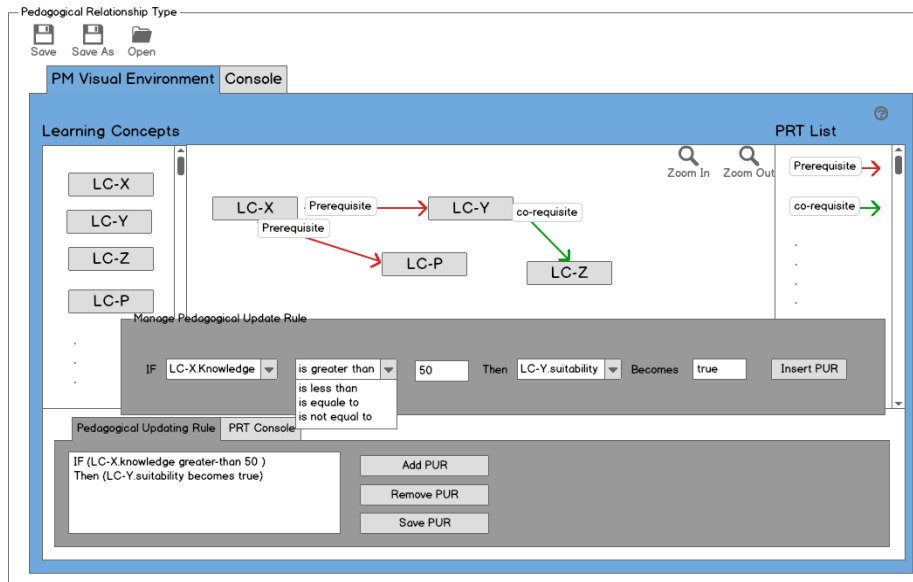 Pedagogical Relationship Type
Save Save As Open
PM Visual Environment Console
Learning Concepts PRT List
Zoom In Zoom Out
LC-X
LC-Y
LC-Z
LC-P
LC-X Prerequisite LC-Y co-requisite
Prerequisite
LC-P
LC-Z
Prerequisite
co-requisite
Manage Pedagogical Update Rule
IF LC-X.Knowledge is greater than 50 Then LC-Y.suitability Becomes true Insert PUR
is less than
is equale to
is not equal to
Pedagogical Updating Rule PRT Console
IF (LC-X.knowledge greater-than 50 )
Then (LC-Y.suitability becomes true)
Add PUR
Remove PUR
Save PUR